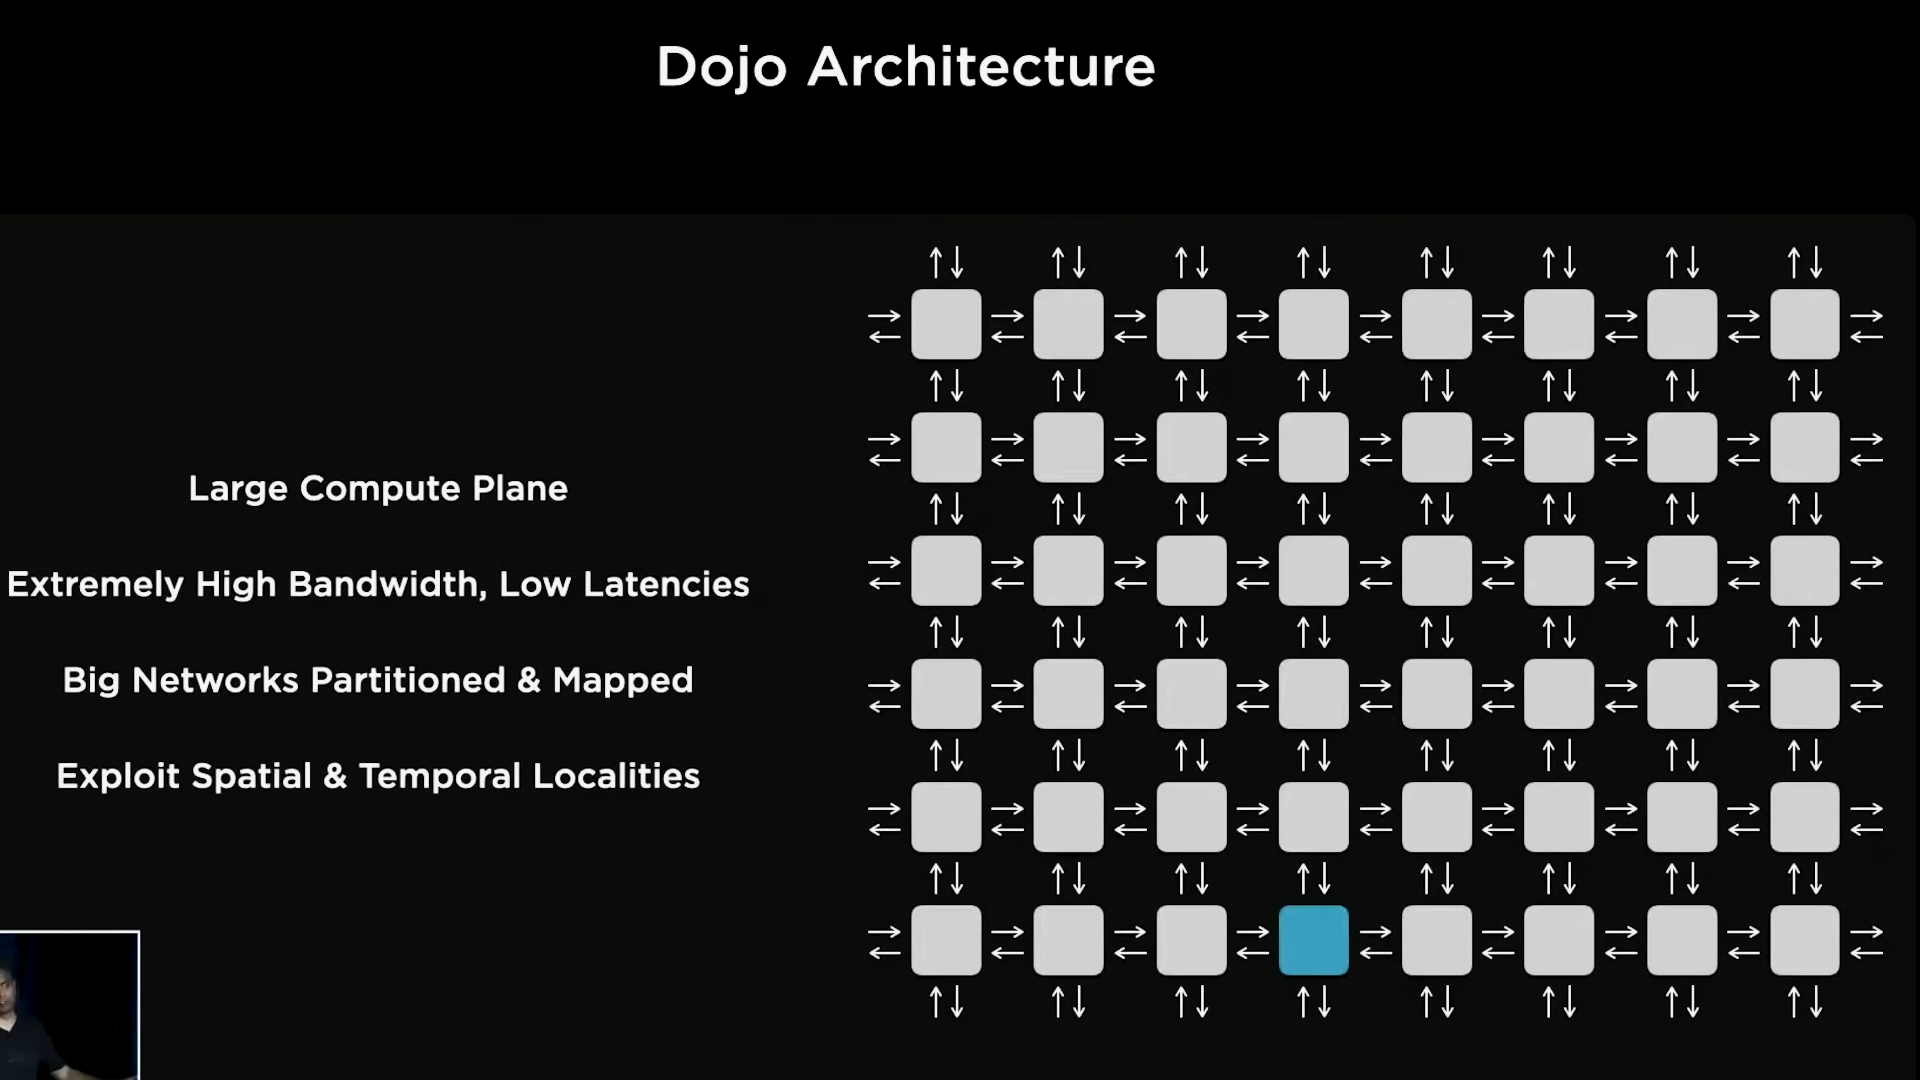 Dojo Architecture
Large Compute Plane
Extremely High Bandwidth, Low Latencies
Big Networks Partitioned & Mapped
Exploit Spatial & Temporal Localities